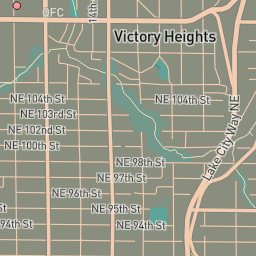 QFC
14th
Victory Heights
NE 104th St
NE 104th St
NE 103rd St
NE 102nd St
NE 100th St
NE 98th St
NE 97th St
NE 96th St
NE 95th St
94th St
NE 94th St
Lake City Way NE